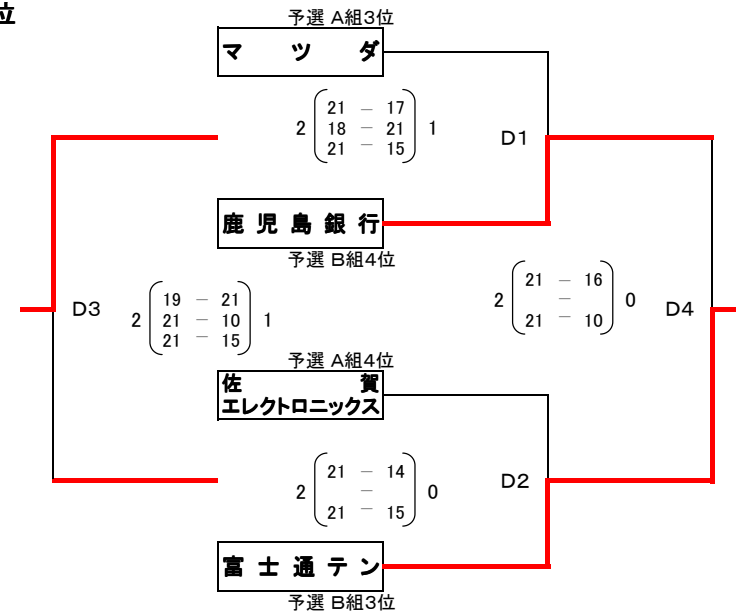 位
予選 A組3位
マツダ
2 21 － 17 1
18 － 21
21 － 15
D1
鹿児島銀行
予選 B組4位
D3
2 19 － 21 1
21 － 10
21 － 15
2 21 － 16 0
－
21 － 10
D4
予選 A組4位
佐賀
エレクトロニックス
2 21 － 14 0
－
21 － 15
D2
富士通テン
予選 B組3位